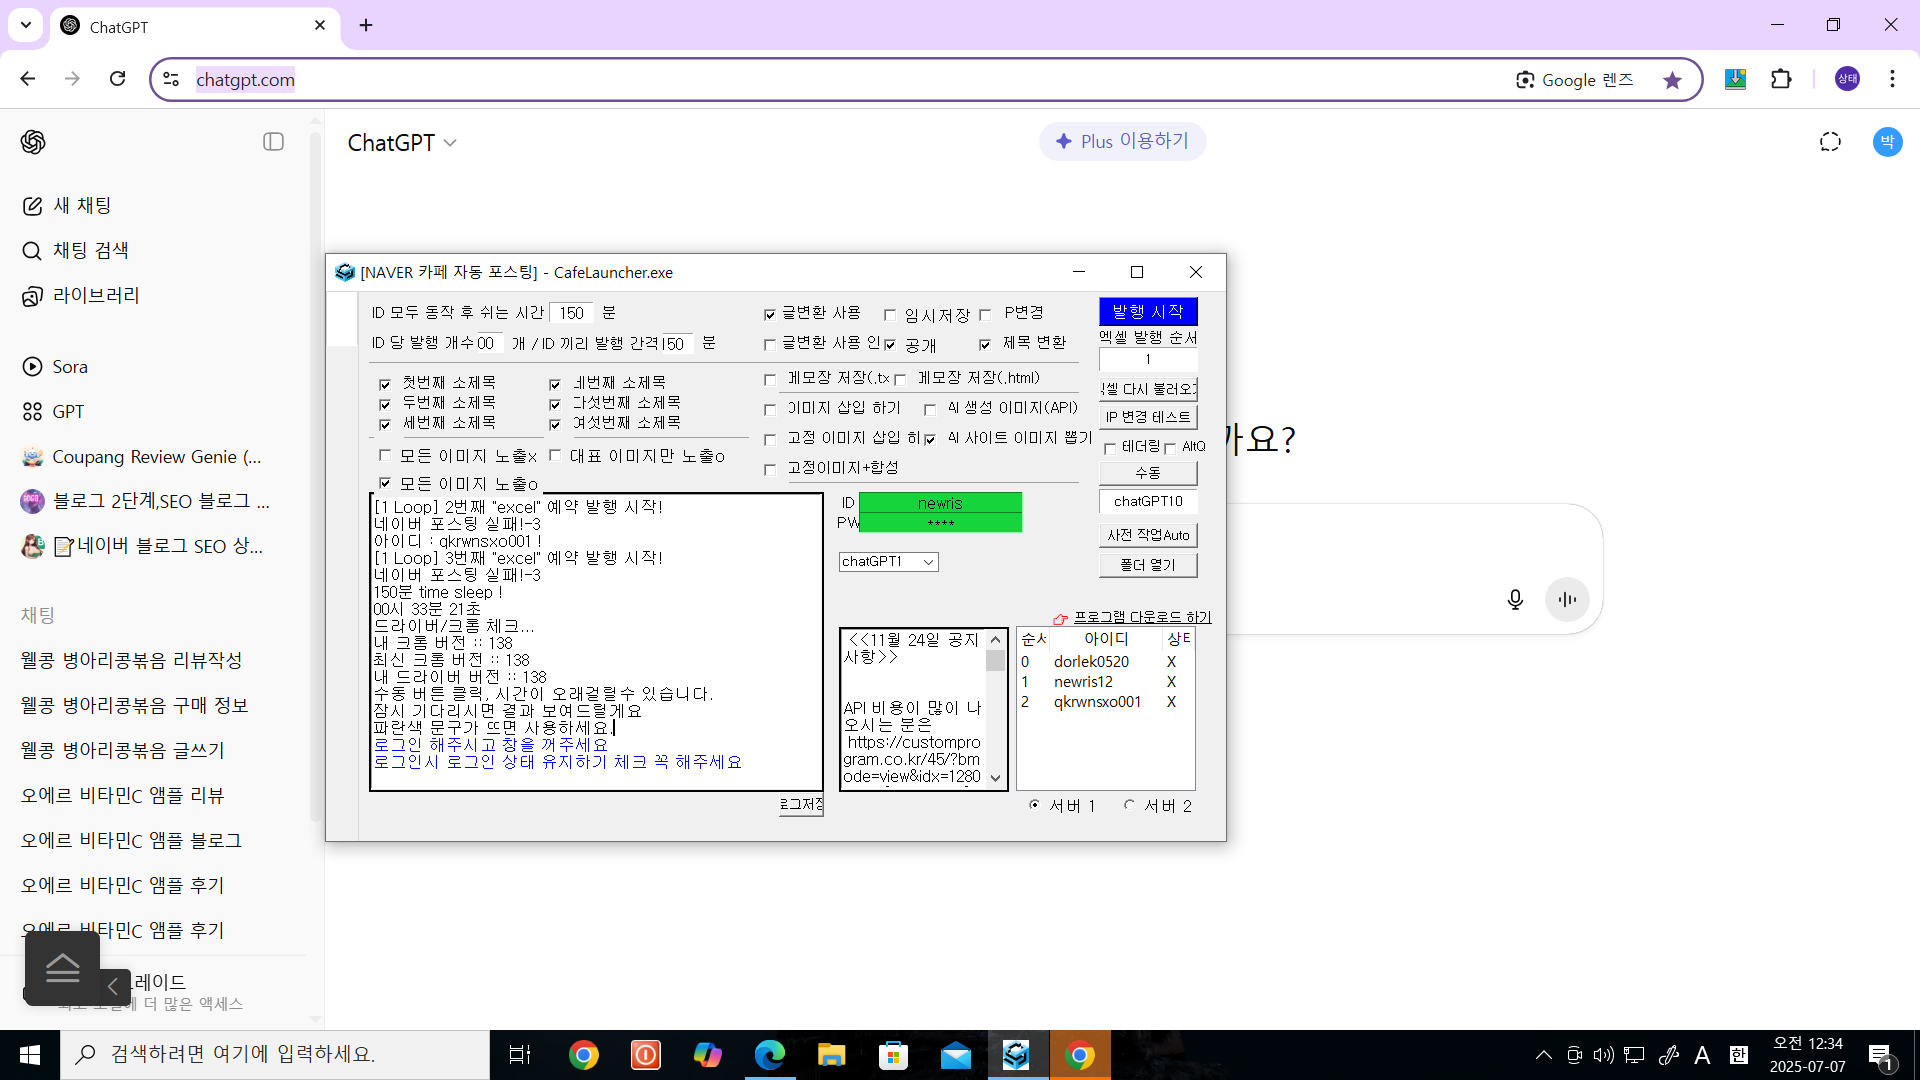 ChatGPT
chatgpt.com
Google 렌즈
상태
ChatGPT
Plus 이용하기
박
새 채팅
채팅 검색
라이브러리
Sora
GPT
Coupang Review Genie (...
블로그 2단계,SEO 블로그 ...
네이버 블로그 SEO 상...
채팅
웰콩 병아리콩볶음 리뷰작성
웰콩 병아리콩볶음 구매 정보
웰콩 병아리콩볶음 글쓰기
오에르 비타민C 앰플 리뷰
오에르 비타민C 앰플 블로그
오에르 비타민C 앰플 후기
오에르 비타민C 앰플 후기
레이드
더 많은 액세스
까요?
[NAVER 카페 자동 포스팅] - CafeLauncher.exe
ID 모두 동작 후 쉬는 시간 150 분
ID 당 발행 개수 00 개 / ID 끼리 발행 간격 150 분
글변환 사용 임시저장 P변경
글변환 사용 인 공개 제목 변환
첫번째 소제목 네번째 소제목
두번째 소제목 다섯번째 소제목
세번째 소제목 여섯번째 소제목
모든 이미지 노출x 대표 이미지만 노출o
모든 이미지 노출o
메모장 저장(.tx 메모장 저장(.html)
이미지 삽입 하기 AI 생성 이미지(API)
고정 이미지 삽입 하 AI 사이트 이미지 뽑기
고정이미지+합성
발행 시작
엑셀 발행 순서
1
엑셀 다시 불러오기
IP 변경 테스트
테더링 AltQ
수동
chatGPT10
사전 작업Auto
폴더 열기
[1 Loop] 2번째 "excel" 예약 발행 시작!
네이버 포스팅 실패!-3
아이디 : qkrwnsxo001 !
[1 Loop] 3번째 "excel" 예약 발행 시작!
네이버 포스팅 실패!-3
150분 time sleep !
00시 33분 21초
드라이버/크롬 체크...
내 크롬 버전 :: 138
최신 크롬 버전 :: 138
내 드라이버 버전 :: 138
수동 버튼 클릭, 시간이 오래걸릴수 있습니다.
잠시 기다리시면 결과 보여드릴게요
파란색 문구가 뜨면 사용하세요.
로그인 해주시고 창을 꺼주세요
로그인시 로그인 상태 유지하기 체크 꼭 해주세요
로그저장
ID newris
PW ****
chatGPT1
프로그램 다운로드 하기
<<11월 24일 공지
사항>>
API 비용이 많이 나
오시는 분은
https://custompro
gram.co.kr/45/?bm
ode=view&idx=1280
순서 아이디 상태
0 dorlek0520 X
1 newris12 X
2 qkrwnsxo001 X
서버 1 서버 2
검색하려면 여기에 입력하세요.
A
한
오전 12:34
2025-07-07
1